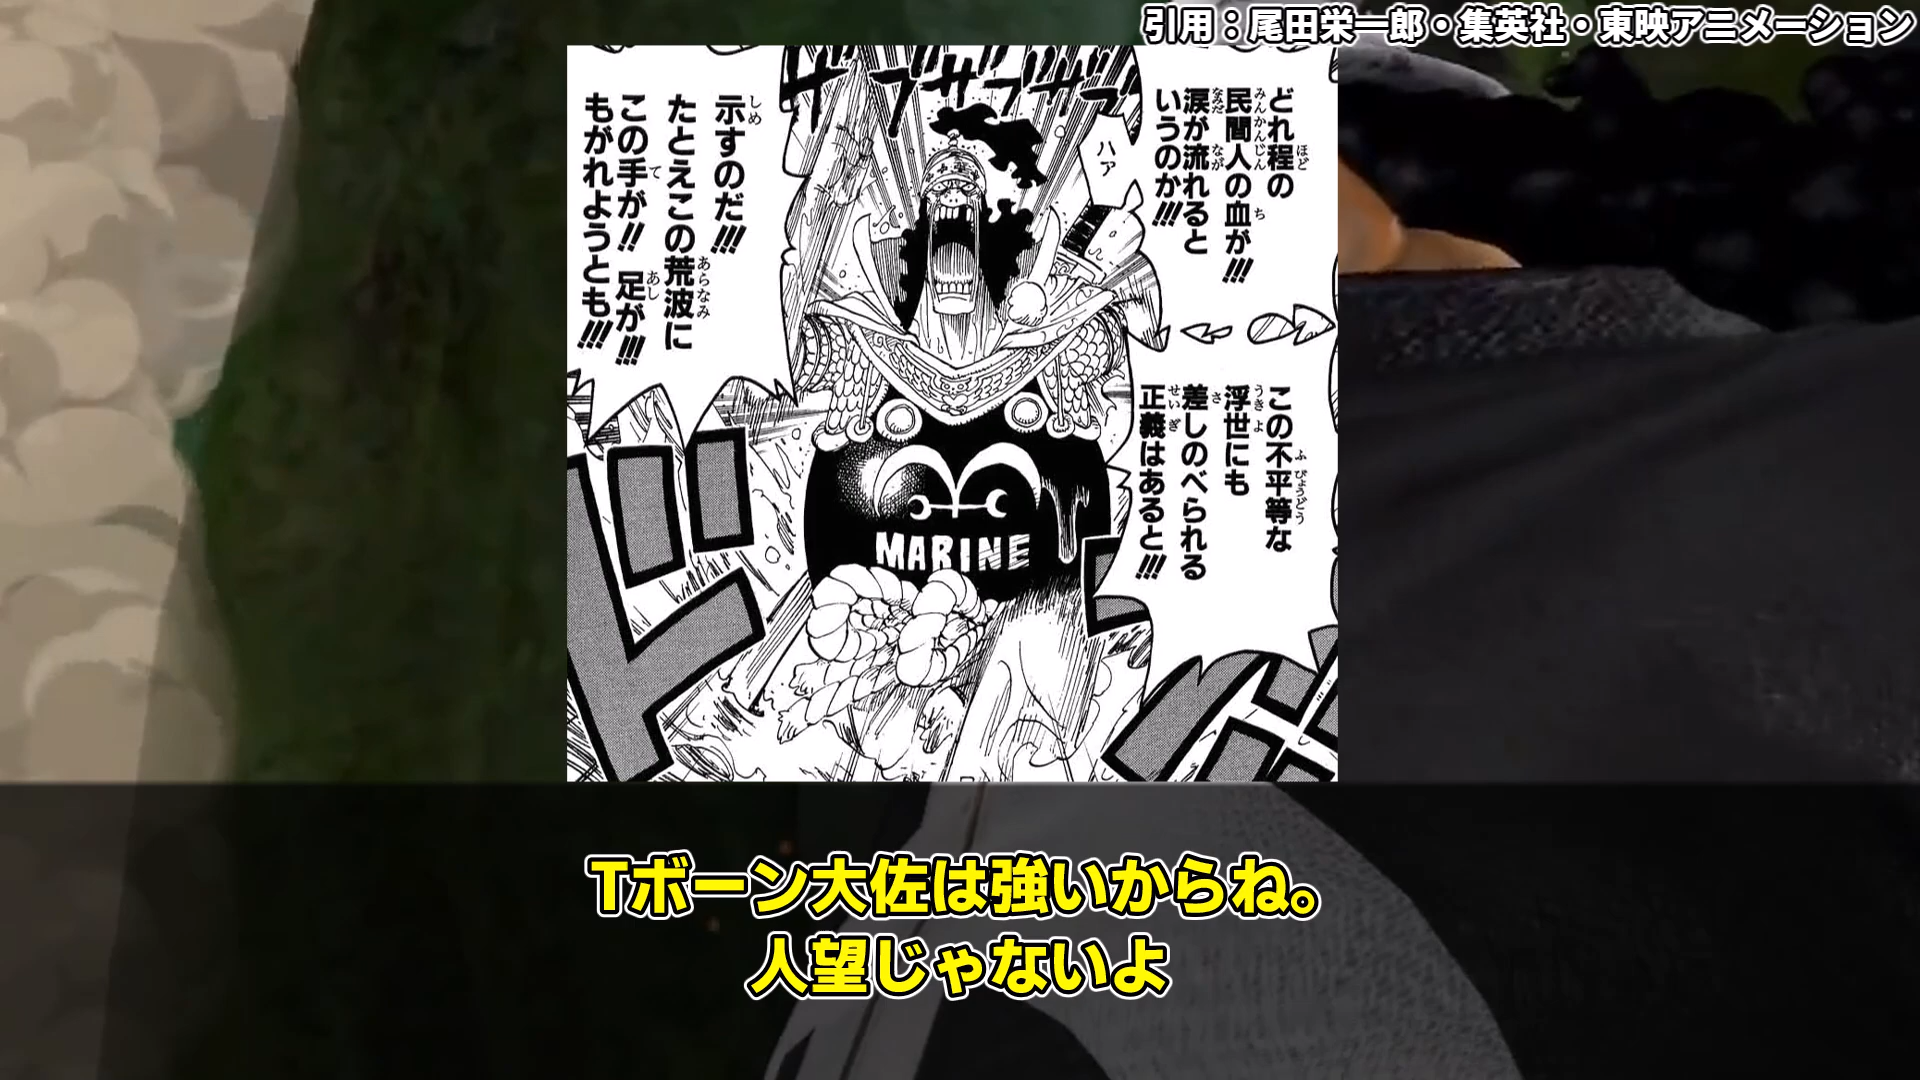 引用：尾田栄一郎・集英社・東映アニメーション
ザブザブザブ
どれ程の
民間人の血が!!!
涙が流れると
いうのか!!!
ハァ
この不平等な
浮世にも
差しのべられる
正義はあると!!!
示すのだ!!!
たとえこの荒波に
この手が!! 足が!!!
もがれようとも!!!
MARINE
ドド
Tボーン大佐は強いからね。
人望じゃないよ